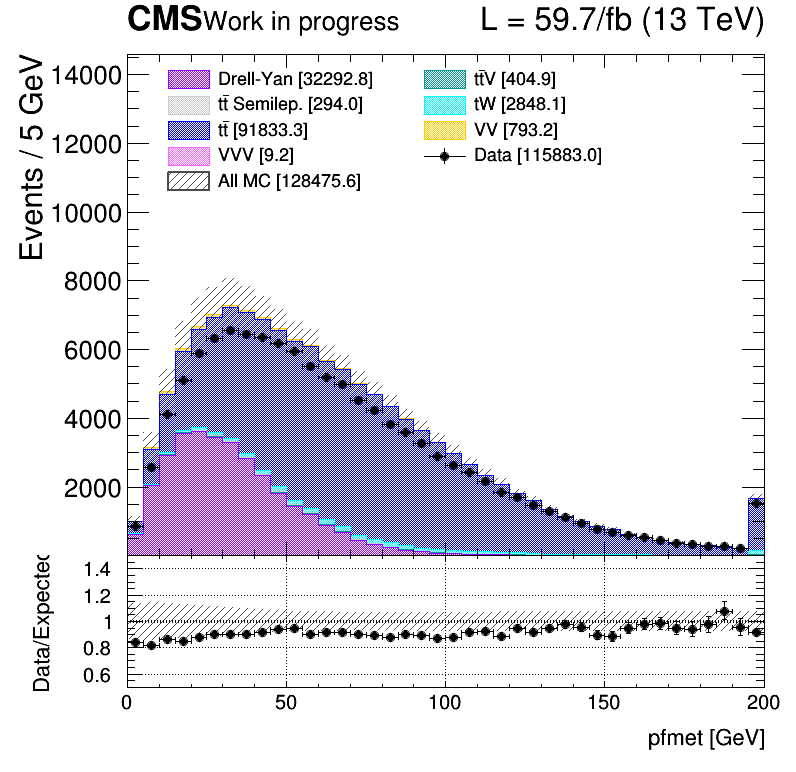 CMS Work in progress L = 59.7/fb (13 TeV)
Events / 5 GeV
14000
12000
10000
8000
6000
4000
2000
Drell-Yan [32292.8]
tt̄ Semilep. [294.0]
tt̄ [91833.3]
VVV [9.2]
All MC [128475.6]
tt̄V [404.9]
tW [2848.1]
VV [793.2]
Data [115883.0]
Data/Expected
1.4
1.2
1
0.8
0.6
0 50 100 150 200
pfmet [GeV]